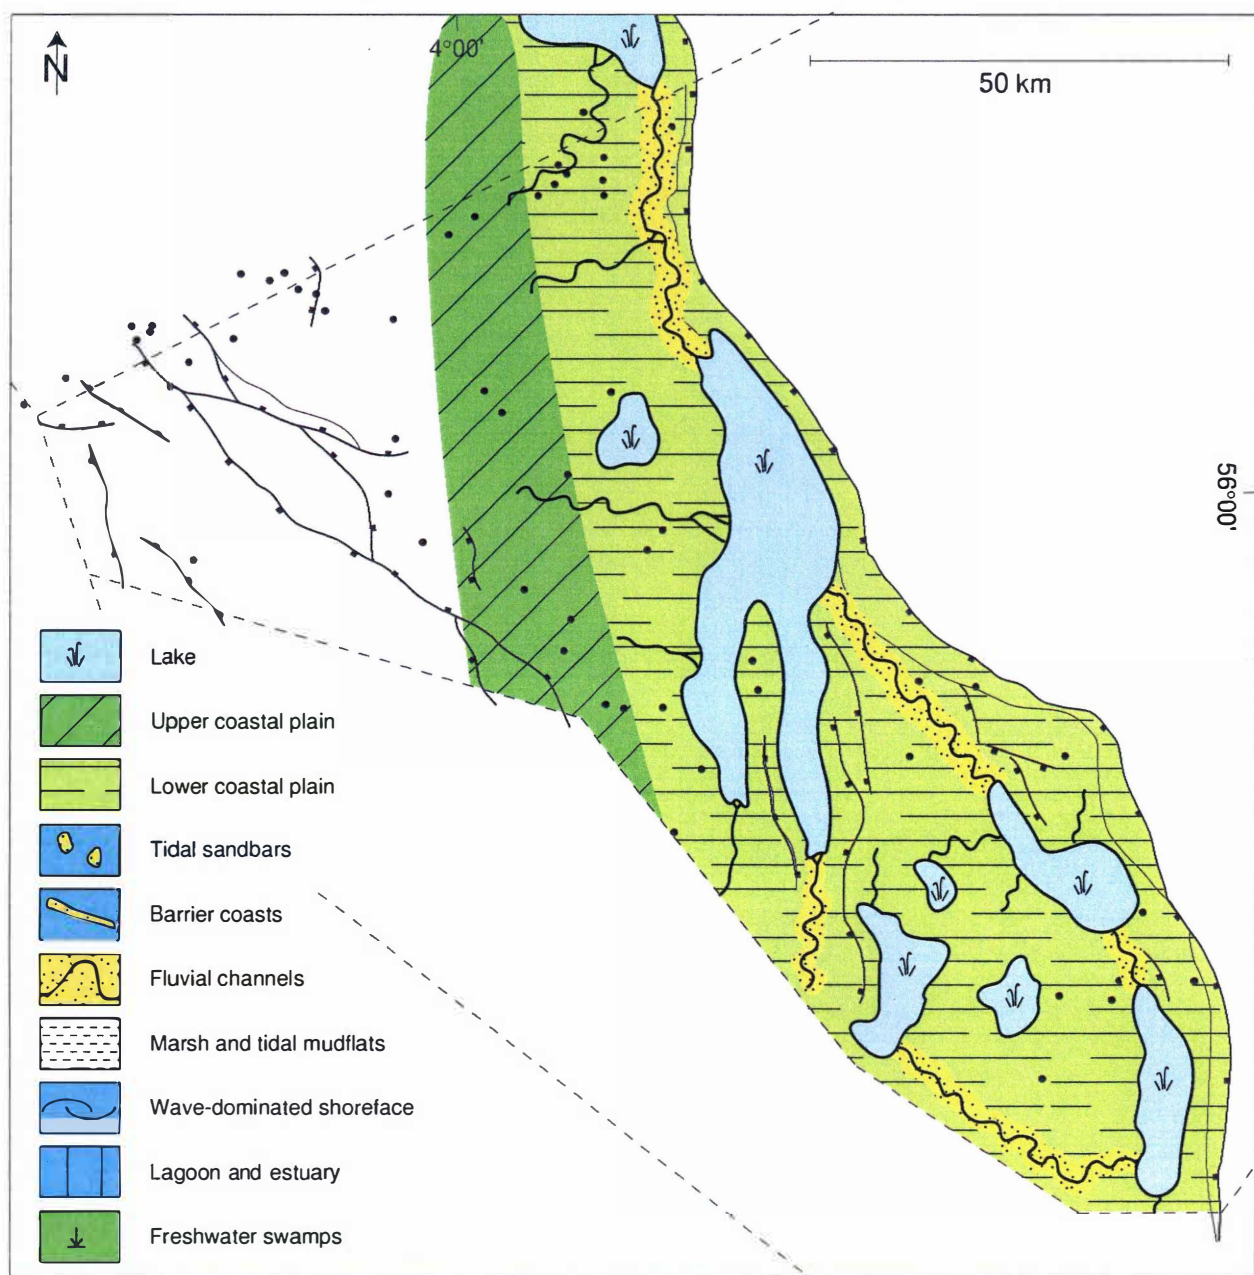 N
4°00'
50 km
56°00'
Lake
Upper coastal plain
Lower coastal plain
Tidal sandbars
Barrier coasts
Fluvial channels
Marsh and tidal mudflats
Wave-dominated shoreface
Lagoon and estuary
Freshwater swamps